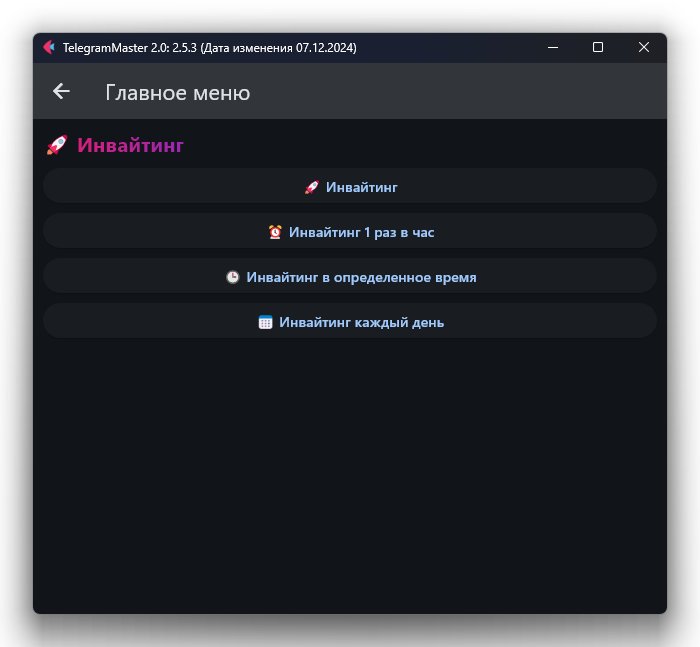 TelegramMaster 2.0: 2.5.3 (Дата изменения 07.12.2024)
Главное меню
🚀 Инвайтинг
🚀 Инвайтинг
⏰ Инвайтинг 1 раз в час
🕒 Инвайтинг в определенное время
📅 Инвайтинг каждый день